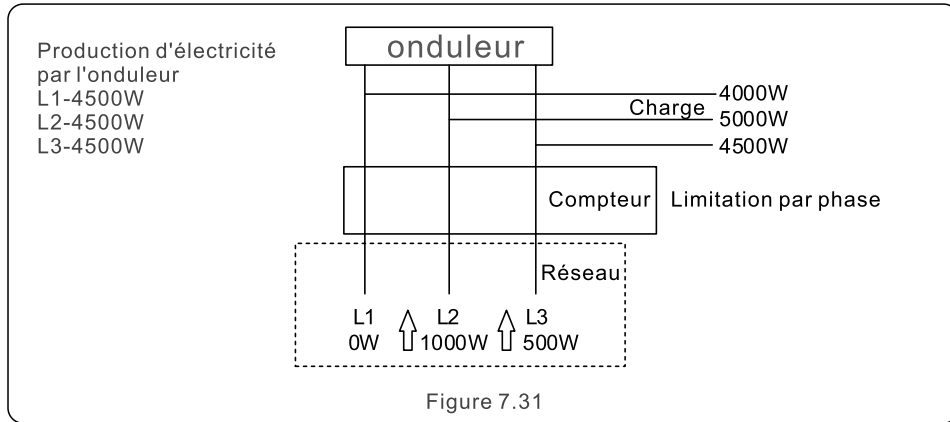 Production d'électricité
par l'onduleur
L1-4500W
L2-4500W
L3-4500W
onduleur
Charge
4000W
5000W
4500W
Compteur
Limitation par phase
Réseau
L1 L2 L3
0W 1000W 500W
Figure 7.31